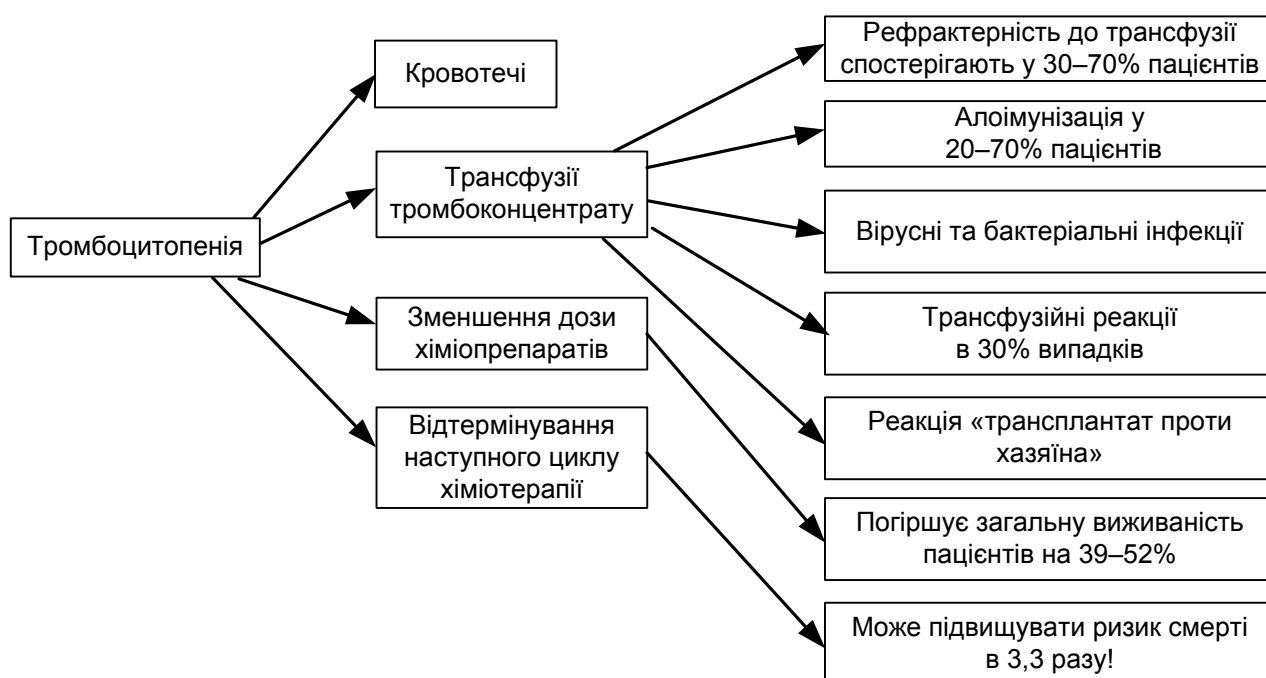 Тромбоцитопенія
Кровотечі
Трансфузії
тромбоконцентрату
Зменшення дози
хіміопрепаратів
Відтермінування
наступного циклу
хіміотерапії
Рефрактерність до трансфузії
спостерігають у 30–70% пацієнтів
Алоімунізація у
20–70% пацієнтів
Вірусні та бактеріальні інфекції
Трансфузійні реакції
в 30% випадків
Реакція «трансплантат проти
хазяїна»
Погіршує загальну виживаність
пацієнтів на 39–52%
Може підвищувати ризик смерті
в 3,3 разу!